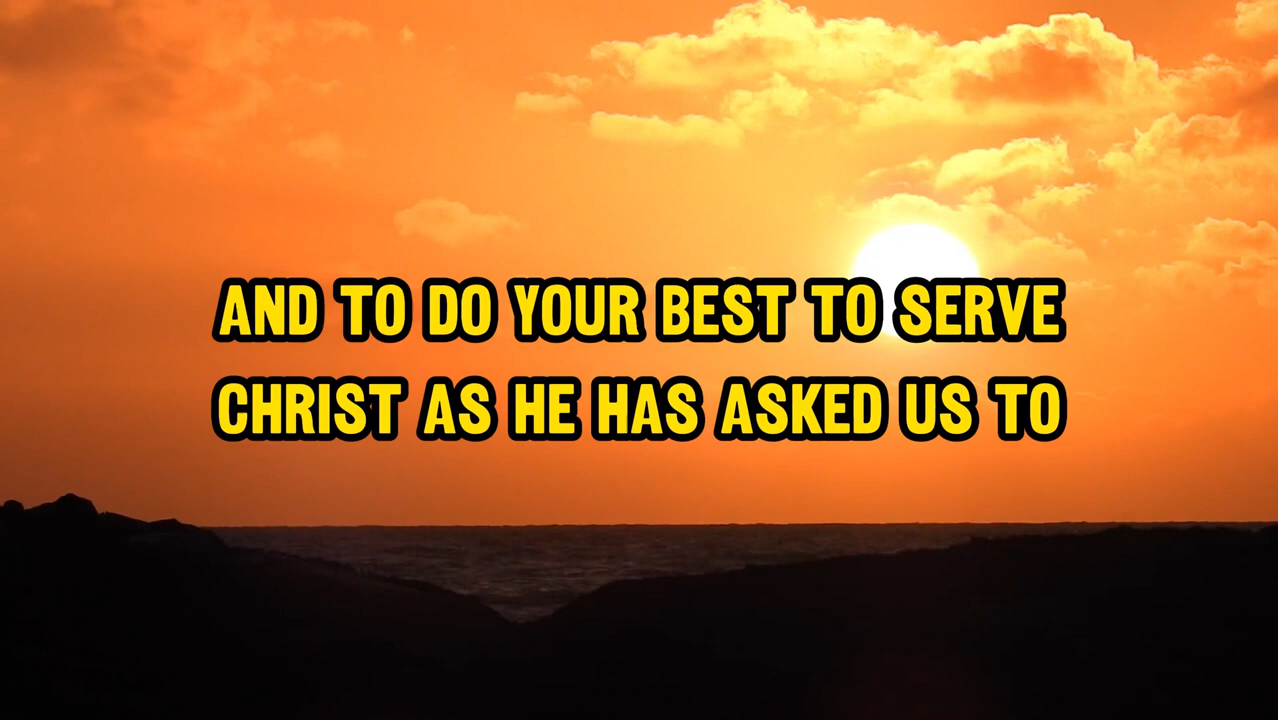 AND TO DO YOUR BEST TO SERVE
CHRIST AS HE HAS ASKED US TO